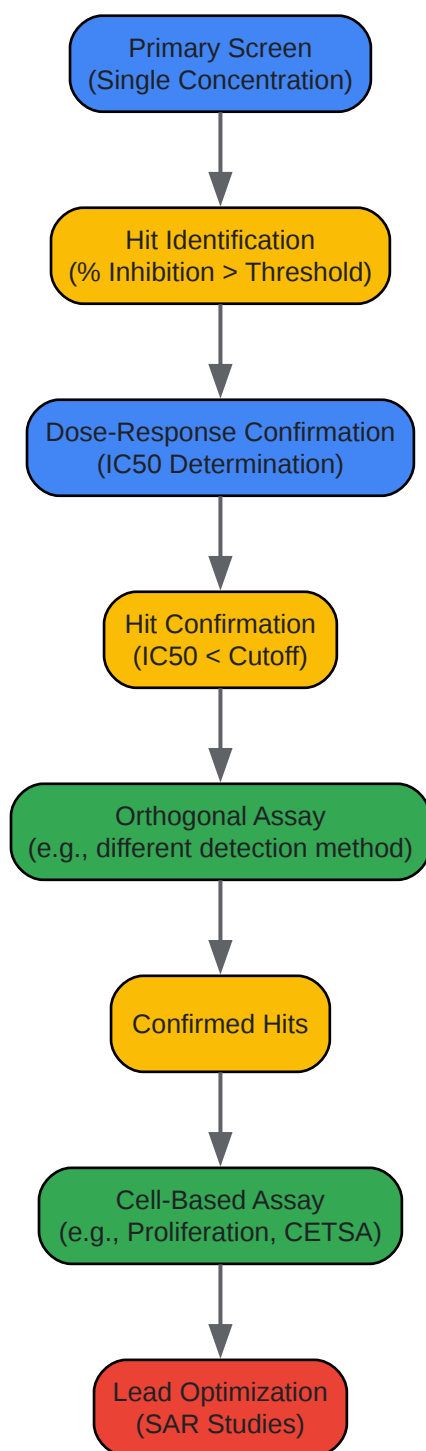 Primary Screen
(Single Concentration)
Hit Identification
(% Inhibition > Threshold)
Dose-Response Confirmation
(IC50 Determination)
Hit Confirmation
(IC50 < Cutoff)
Orthogonal Assay
(e.g., different detection method)
Confirmed Hits
Cell-Based Assay
(e.g., Proliferation, CETSA)
Lead Optimization
(SAR Studies)